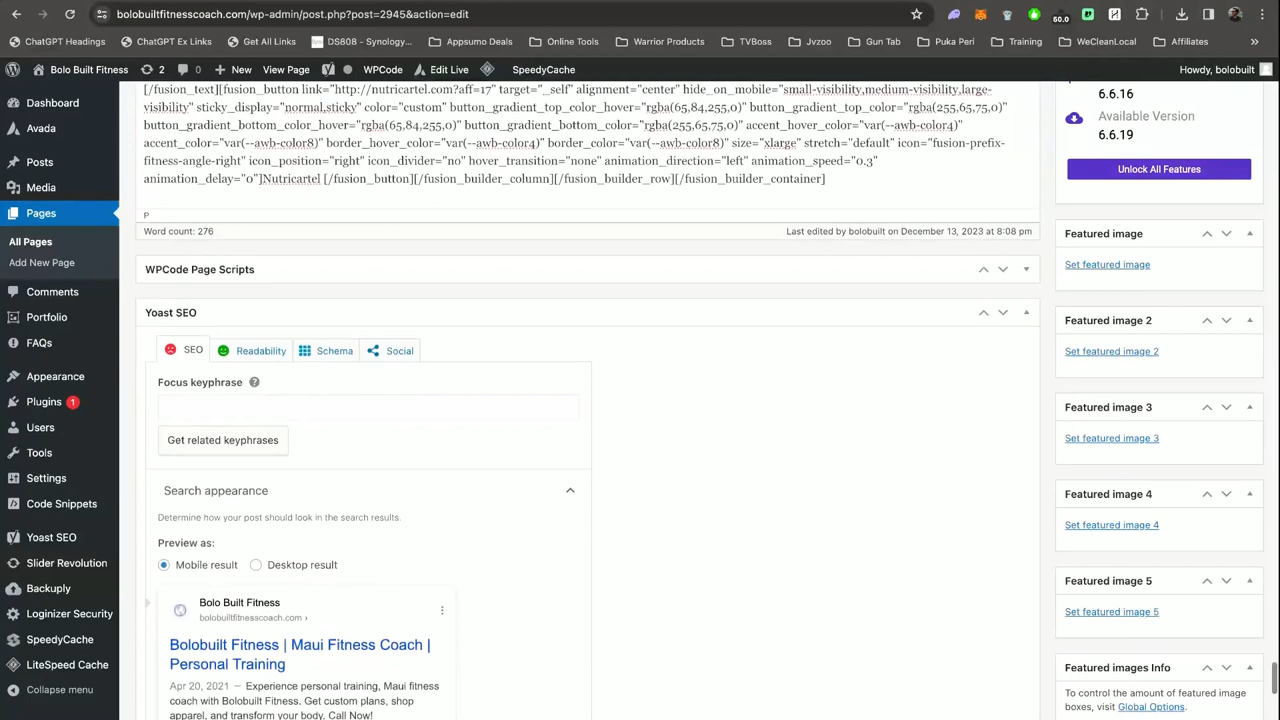 bolobuiltfitnesscoach.com/wp-admin/post.php?post=2945&action=edit
60.0
ChatGPT Headings
ChatGPT Ex Links
Get All Links
DS808 - Synology...
Appsumo Deals
Online Tools
Warrior Products
TVBoss
Jvzoo
Gun Tab
Puka Peri
Training
WeCleanLocal
Affiliates
Bolo Built Fitness
2
0
New
View Page
WPCode
Edit Live
SpeedyCache
Howdy, bolobuilt
Dashboard
Avada
Posts
Media
Pages
All Pages
Add New Page
Comments
Portfolio
FAQs
Appearance
Plugins 1
Users
Tools
Settings
Code Snippets
Yoast SEO
Slider Revolution
Backuply
Loginizer Security
SpeedyCache
LiteSpeed Cache
Collapse menu
[/fusion_text][fusion_button link="http://nutricartel.com?aff=17" target="_self" alignment="center" hide_on_mobile="small-visibility,medium-visibility,large-
visibility" sticky_display="normal,sticky" color="custom" button_gradient_top_color_hover="rgba(65,84,255,0)" button_gradient_top_color="rgba(255,65,75,0)"
button_gradient_bottom_color_hover="rgba(65,84,255,0)" button_gradient_bottom_color="rgba(255,65,75,0)" accent_hover_color="var(--awb-color4)"
accent_color="var(--awb-color8)" border_hover_color="var(--awb-color4)" border_color="var(--awb-color8)" size="xlarge" stretch="default" icon="fusion-prefix-
fitness-angle-right" icon_position="right" icon_divider="no" hover_transition="none" animation_direction="left" animation_speed="0.3"
animation_delay="0"]Nutricartel [/fusion_button][/fusion_builder_column][/fusion_builder_row][/fusion_builder_container]
P
Word count: 276
Last edited by bolobuilt on December 13, 2023 at 8:08 pm
WPCode Page Scripts
Yoast SEO
SEO
Readability
Schema
Social
Focus keyphrase
Get related keyphrases
Search appearance
Determine how your post should look in the search results.
Preview as:
Mobile result
Desktop result
Bolo Built Fitness
bolobuiltfitnesscoach.com ›
Bolobuilt Fitness | Maui Fitness Coach |
Personal Training
Apr 20, 2021 － Experience personal training, Maui fitness
coach with Bolobuilt Fitness. Get custom plans, shop
apparel, and transform your body. Call Now!
6.6.16
Available Version
6.6.19
Unlock All Features
Featured image
Set featured image
Featured image 2
Set featured image 2
Featured image 3
Set featured image 3
Featured image 4
Set featured image 4
Featured image 5
Set featured image 5
Featured images Info
To control the amount of featured image
boxes, visit Global Options.